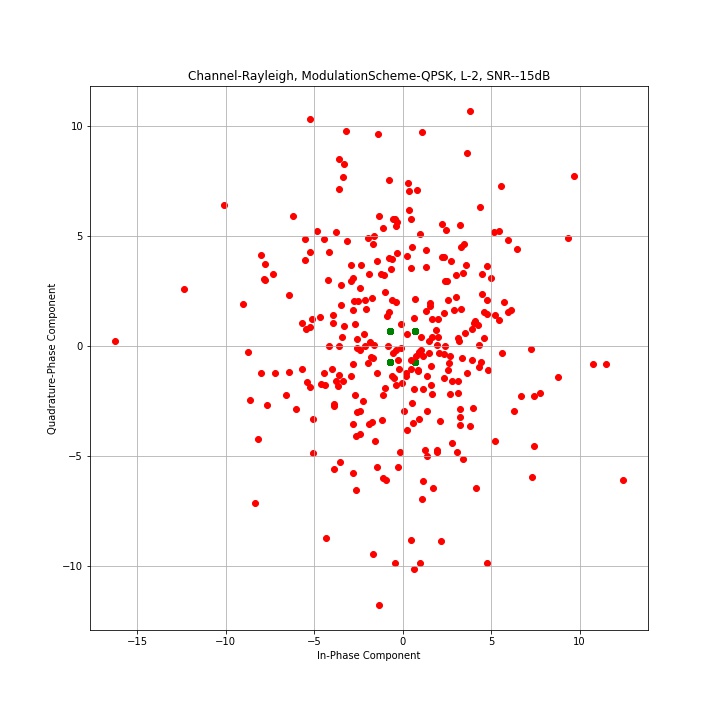 Channel-Rayleigh, ModulationScheme-QPSK, L-2, SNR--15dB
10
5
0
−5
−10
Quadrature-Phase Component
−15 −10 −5 0 5 10
In-Phase Component